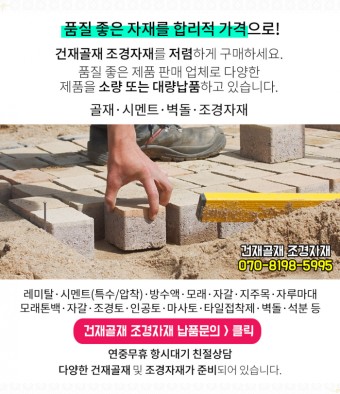 품질 좋은 자재를 합리적 가격으로!
건재골재 조경자재를 저렴하게 구매하세요.
품질 좋은 제품 판매 업체로 다양한
제품을 소량 또는 대량납품하고 있습니다.
골재·시멘트·벽돌·조경자재
건재골재 조경자재
070-8198-5995
레미탈·시멘트(특수/압착)·방수액·모래·자갈·지주목·자루마대
모래톤백·자갈·조경토·인공토·마사토·타일접착제·벽돌·석분 등
건재골재 조경자재 납품문의 > 클릭
연중무휴 항시대기 친절상담
다양한 건재골재 및 조경자재가 준비되어 있습니다.